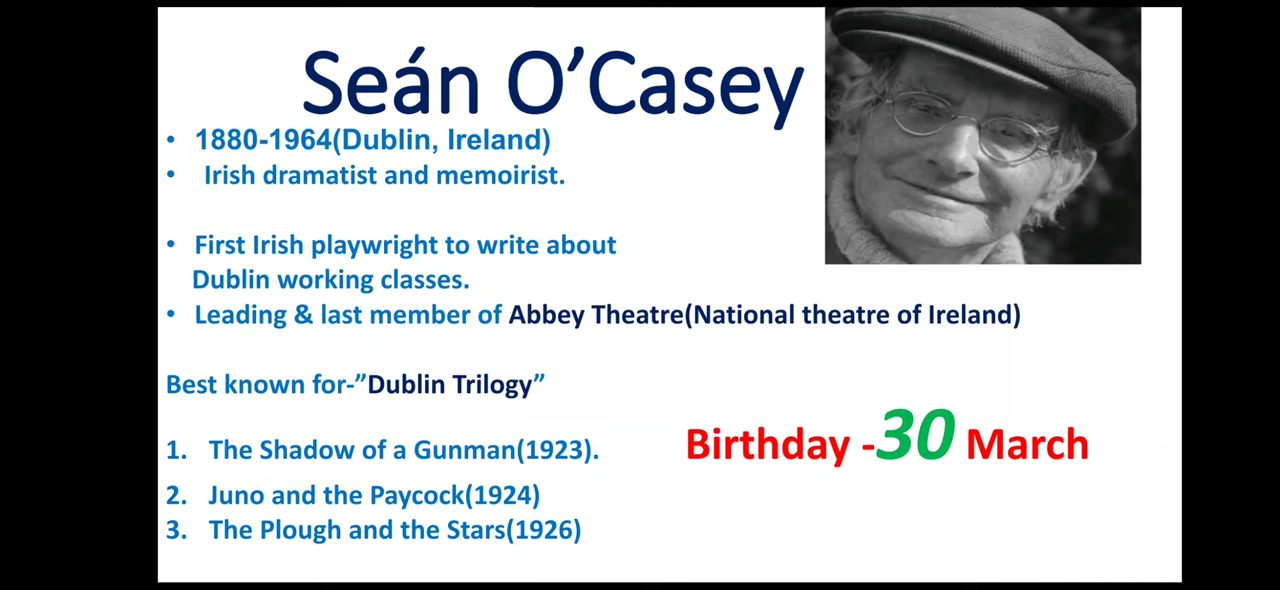 Seán O’Casey
• 1880-1964(Dublin, Ireland)
• Irish dramatist and memoirist.
• First Irish playwright to write about
Dublin working classes.
• Leading & last member of Abbey Theatre(National theatre of Ireland)
Best known for-”Dublin Trilogy”
1. The Shadow of a Gunman(1923).
Birthday -30 March
2. Juno and the Paycock(1924)
3. The Plough and the Stars(1926)